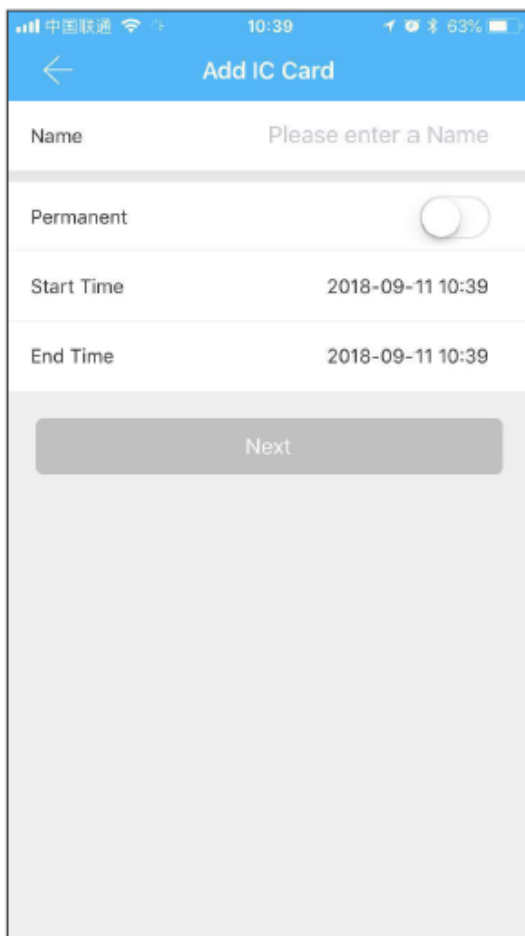 中国联通 10:39 63%
Add IC Card
Name Please enter a Name
Permanent
Start Time 2018-09-11 10:39
End Time 2018-09-11 10:39
Next